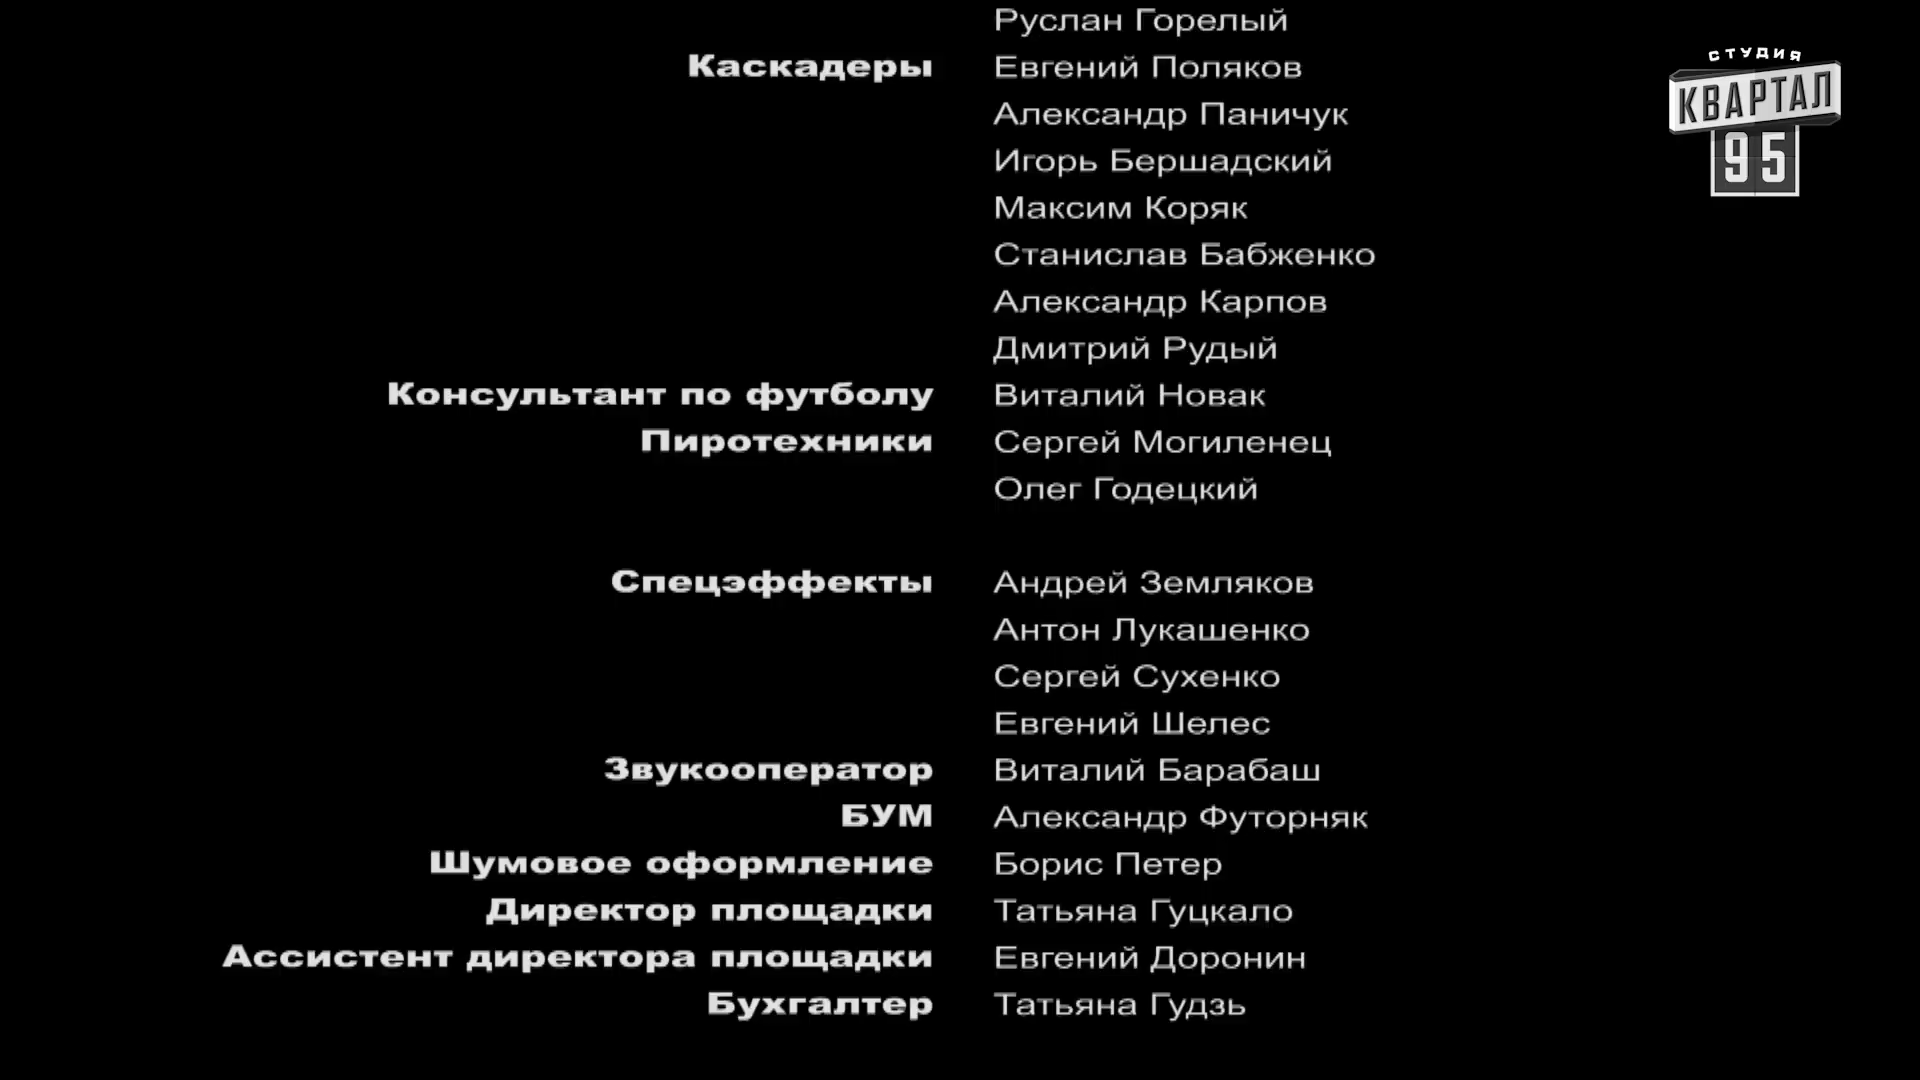 Руслан Горелый
Каскадеры Евгений Поляков
Александр Паничук
Игорь Бершадский
Максим Коряк
Станислав Бабженко
Александр Карпов
Дмитрий Рудый
Консультант по футболу Виталий Новак
Пиротехники Сергей Могиленец
Олег Годецкий
Спецэффекты Андрей Земляков
Антон Лукашенко
Сергей Сухенко
Евгений Шелес
Звукооператор Виталий Барабаш
БУМ Александр Футорняк
Шумовое оформление Борис Петер
Директор площадки Татьяна Гуцкало
Ассистент директора площадки Евгений Доронин
Бухгалтер Татьяна Гудзь
СТУДИЯ
КВАРТАЛ
95